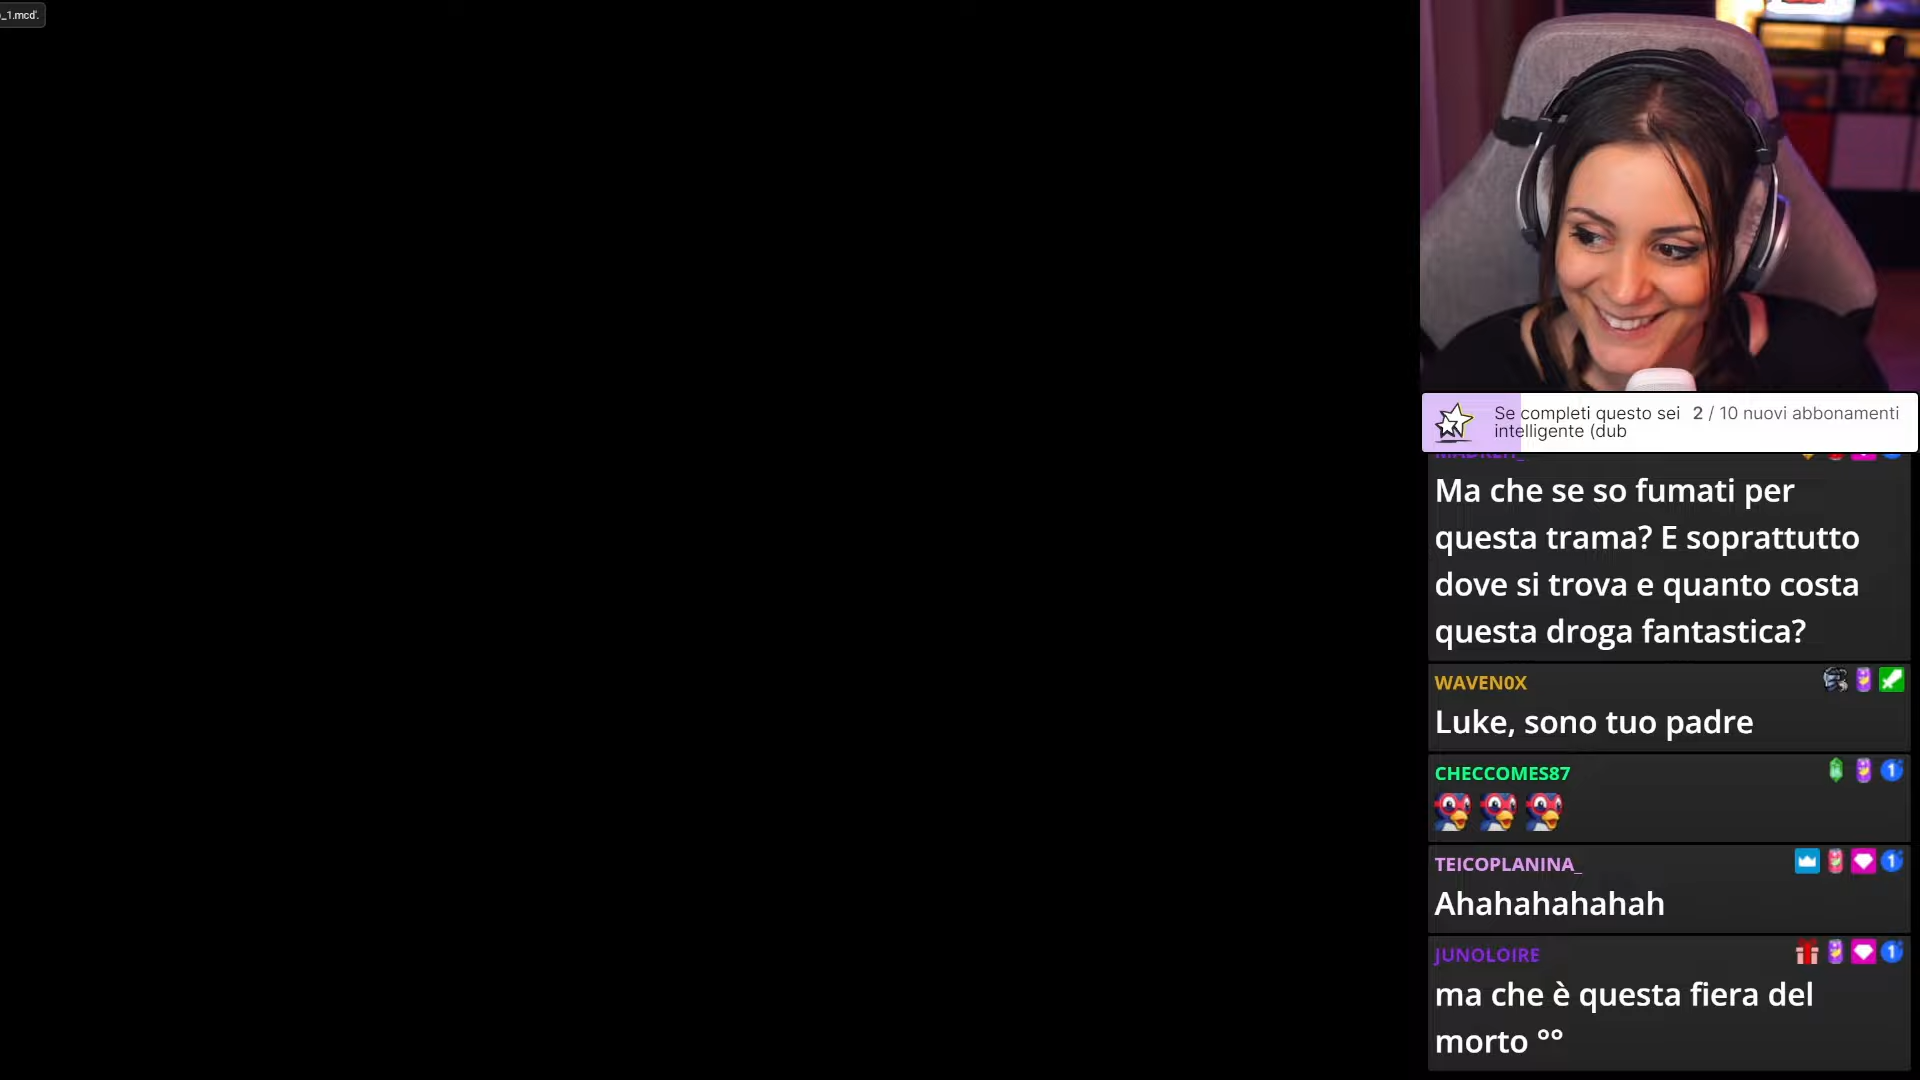 _1.mcd'.
Se completi questo sei 2 / 10 nuovi abbonamenti
intelligente (dub
Ma che se so fumati per
questa trama? E soprattutto
dove si trova e quanto costa
questa droga fantastica?
WAVEN0X
Luke, sono tuo padre
CHECCOMES87
TEICOPLANINA_
Ahahahahahah
JUNOLOIRE
ma che è questa fiera del
morto °°